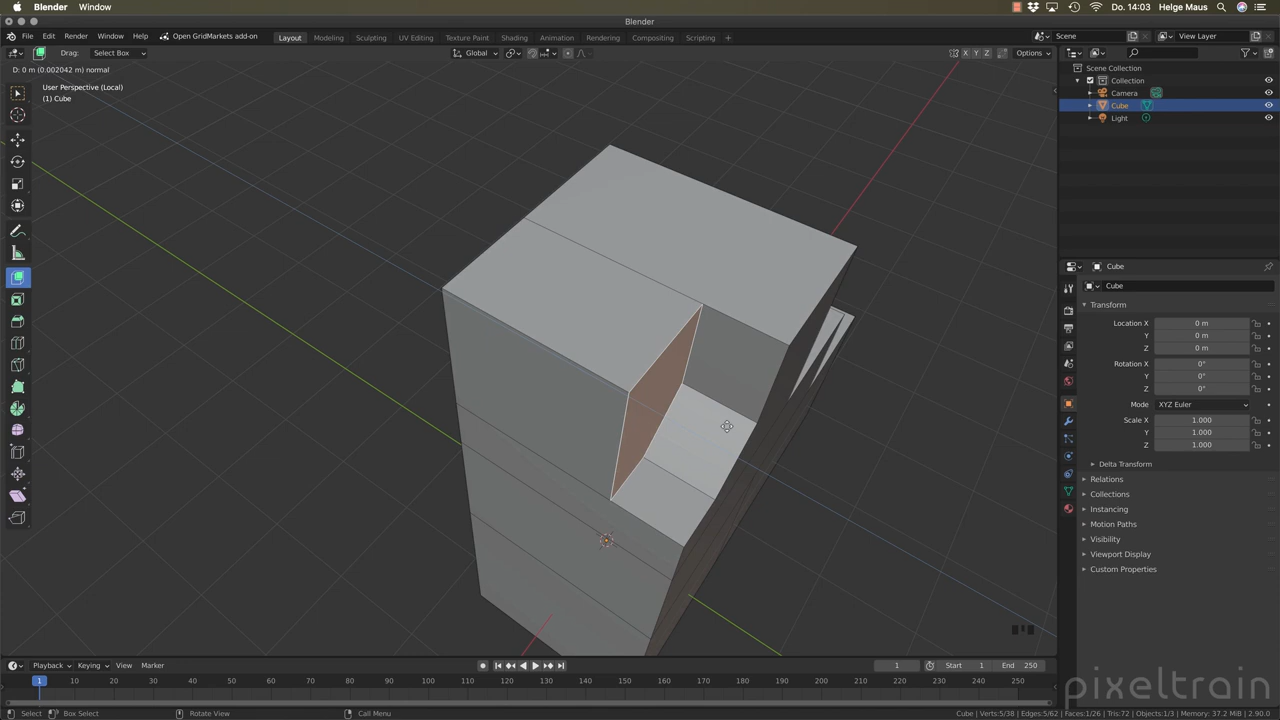 Blender Window Do. 14:03 Helge Maus
Blender
File Edit Render Window Help Open GridMarkets add-on Layout Modeling Sculpting UV Editing Texture Paint Shading Animation Rendering Compositing Scripting + Scene View Layer
Drag: Select Box Global X Y Z Options
D: 0 m (0.002042 m) normal
Scene Collection
User Perspective (Local)
(1) Cube
Collection
Camera
Cube
Light
Cube
Cube
Transform
Location X 0 m
Y 0 m
Z 0 m
Rotation X 0°
Y 0°
Z 0°
Mode XYZ Euler
Scale X 1.000
Y 1.000
Z 1.000
Delta Transform
Relations
Collections
Instancing
Motion Paths
Visibility
Viewport Display
Custom Properties
Playback Keying View Marker 1 Start 1 End 250
1 10 20 30 40 50 60 70 80 90 100 110 120 130 140 150 160 170 180 190 200 210 220 230 240 250
pixeltrain
Select Box Select Rotate View Call Menu Cube | Verts:5/38 | Edges:5/62 | Faces:1/26 | Tris:72 | Objects:1/3 | Memory: 37.2 MiB | 2.90.0